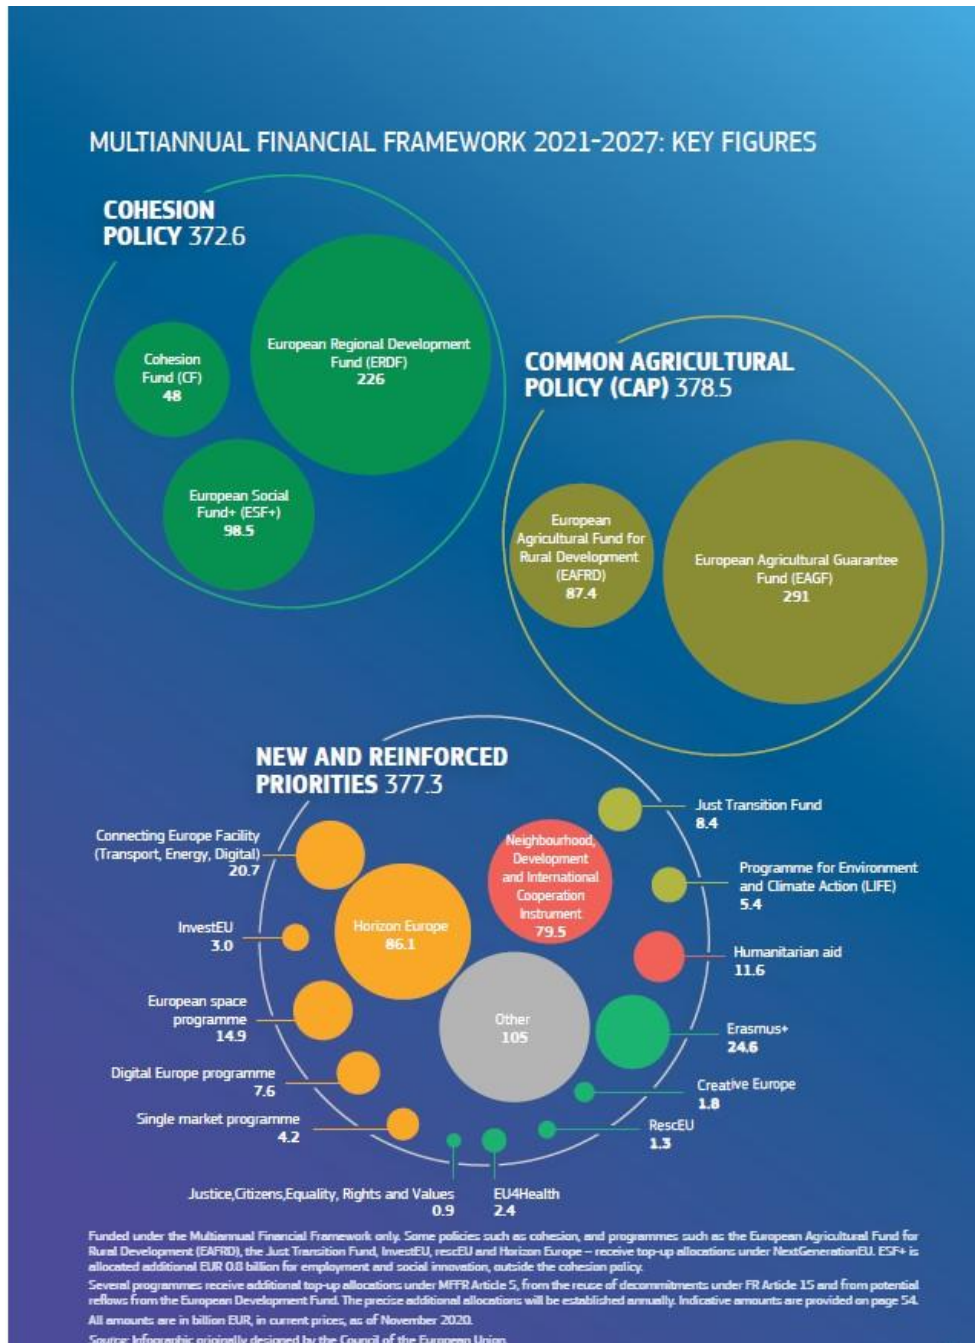 MULTIANNUAL FINANCIAL FRAMEWORK 2021-2027: KEY FIGURES
COHESION
POLICY 372.6
Cohesion
Fund (CF)
48
European Regional Development
Fund (ERDF)
226
European Social
Fund+ (ESF+)
98.5
COMMON AGRICULTURAL
POLICY (CAP) 378.5
European
Agricultural Fund for
Rural Development
(EAFRD)
87.4
European Agricultural Guarantee
Fund (EAGF)
291
NEW AND REINFORCED
PRIORITIES 377.3
Connecting Europe Facility
(Transport, Energy, Digital)
20.7
InvestEU
3.0
European space
programme
14.9
Digital Europe programme
7.6
Single market programme
4.2
Justice,Citizens,Equality, Rights and Values
0.9
EU4Health
2.4
Horizon Europe
86.1
Neighbourhood,
Development
and International
Cooperation
Instrument
79.5
Other
105
Just Transition Fund
8.4
Programme for Environment
and Climate Action (LIFE)
5.4
Humanitarian aid
11.6
Erasmus+
24.6
Creative Europe
1.8
RescEU
1.3
Funded under the Multiannual Financial Framework only. Some policies such as cohesion, and programmes such as the European Agricultural Fund for
Rural Development (EAFRD), the Just Transition Fund, InvestEU, rescEU and Horizon Europe – receive top-up allocations under NextGenerationEU. ESF+ is
allocated additional EUR 0.8 billion for employment and social innovation, outside the cohesion policy.
Several programmes receive additional top-up allocations under MFFR Article 5, from the reuse of decommitments under FR Article 15 and from potential
reflows from the European Development Fund. The precise additional allocations will be established annually. Indicative amounts are provided on page 54.
All amounts are in billion EUR, in current prices, as of November 2020.
Source: Infographic originally designed by the Council of the European Union.